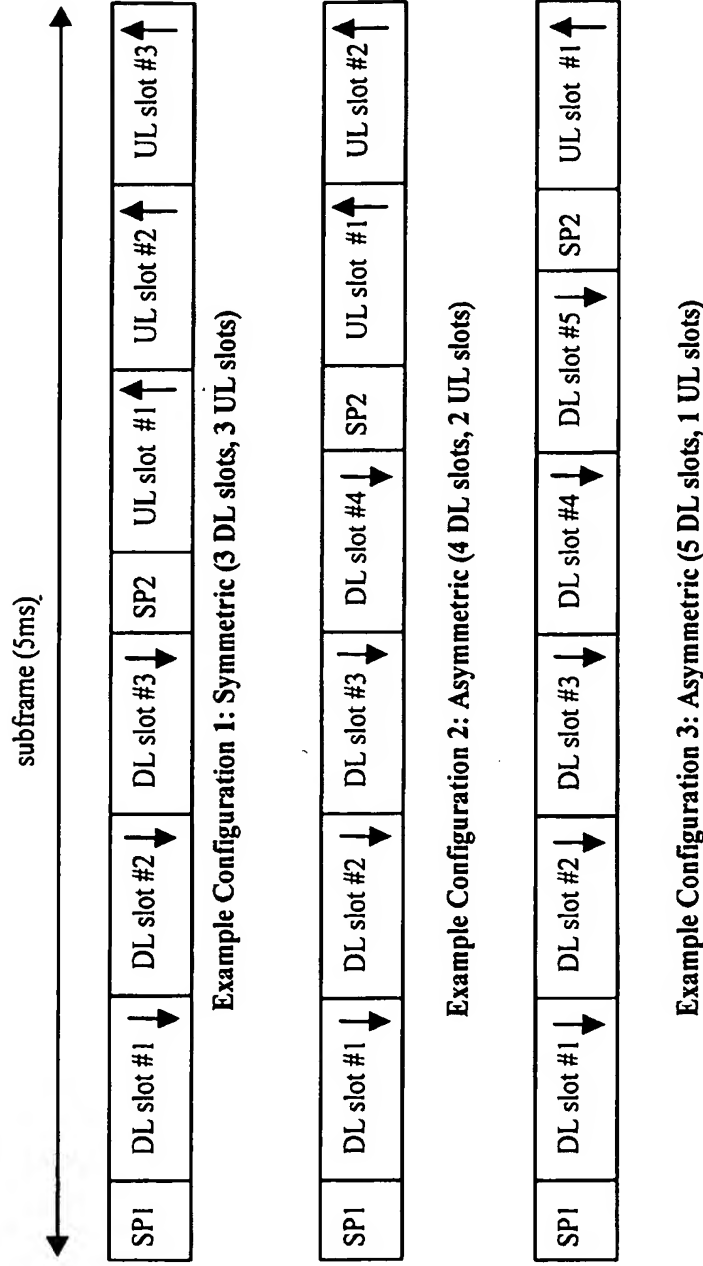 subframe (5ms)
SP1 DL slot #1 DL slot #2 DL slot #3 SP2 UL slot #1 UL slot #2 UL slot #3
Example Configuration 1: Symmetric (3 DL slots, 3 UL slots)
SP1 DL slot #1 DL slot #2 DL slot #3 DL slot #4 SP2 UL slot #1 UL slot #2
Example Configuration 2: Asymmetric (4 DL slots, 2 UL slots)
SP1 DL slot #1 DL slot #2 DL slot #3 DL slot #4 DL slot #5 SP2 UL slot #1
Example Configuration 3: Asymmetric (5 DL slots, 1 UL slots)